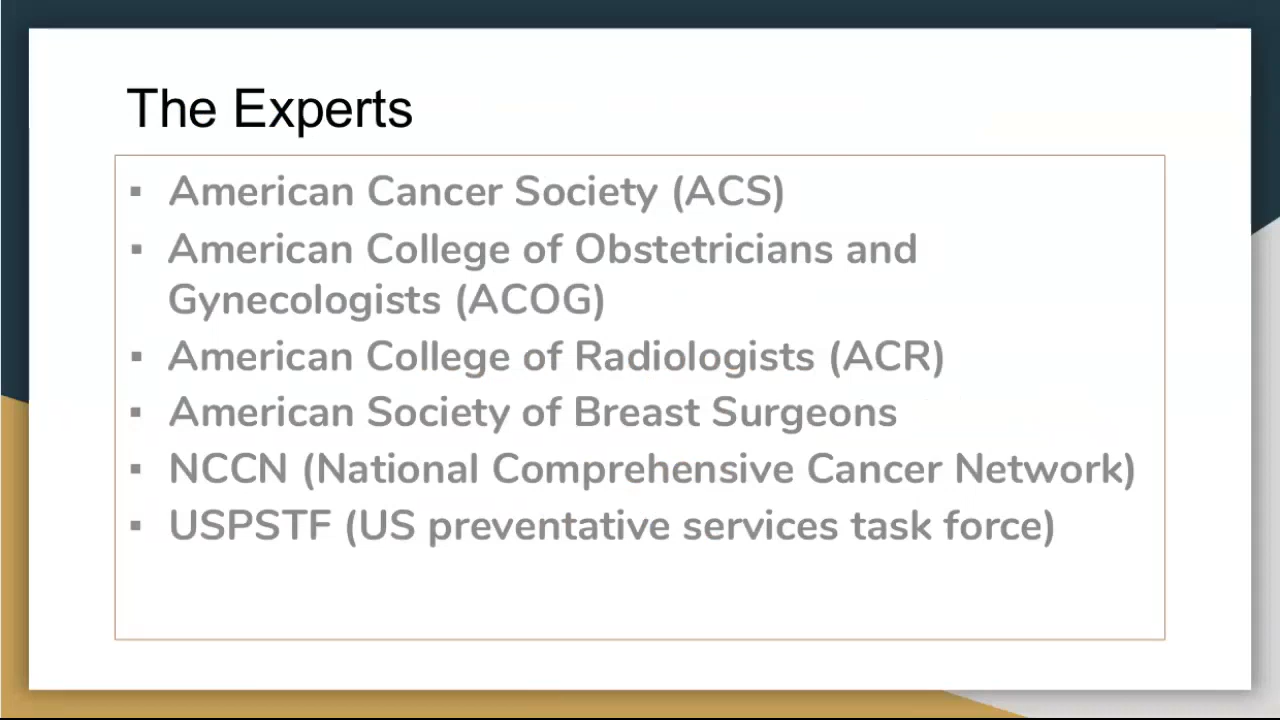 The Experts
▪ American Cancer Society (ACS)
▪ American College of Obstetricians and
Gynecologists (ACOG)
▪ American College of Radiologists (ACR)
▪ American Society of Breast Surgeons
▪ NCCN (National Comprehensive Cancer Network)
▪ USPSTF (US preventative services task force)